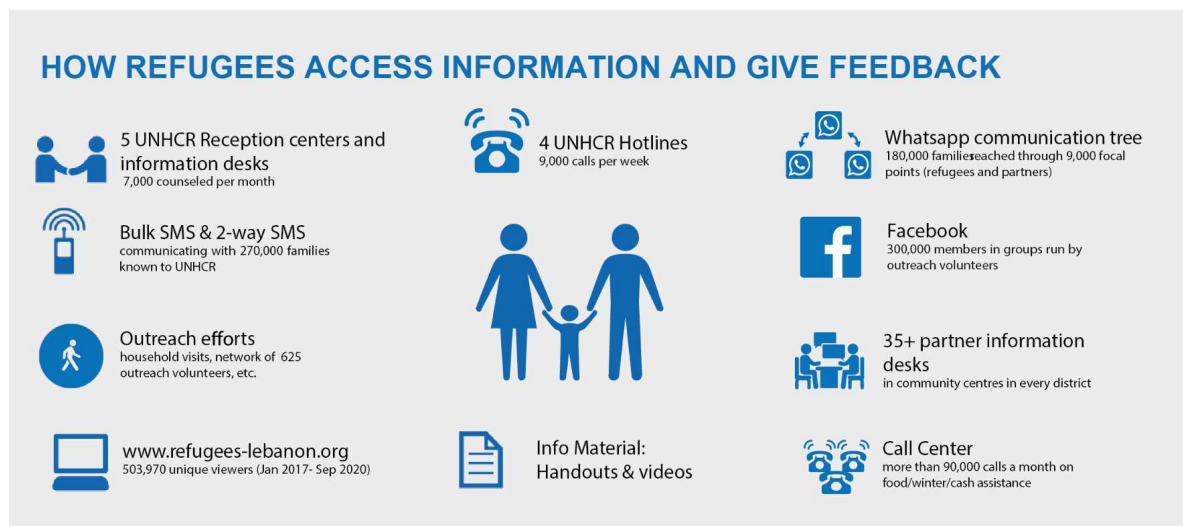 HOW REFUGEES ACCESS INFORMATION AND GIVE FEEDBACK
5 UNHCR Reception centers and
information desks
7,000 counseled per month
4 UNHCR Hotlines
9,000 calls per week
Whatsapp communication tree
180,000 families reached through 9,000 focal
points (refugees and partners)
Bulk SMS & 2-way SMS
communicating with 270,000 families
known to UNHCR
Facebook
300,000 members in groups run by
outreach volunteers
Outreach efforts
household visits, network of 625
outreach volunteers, etc.
35+ partner information
desks
in community centres in every district
www.refugees-lebanon.org
503,970 unique viewers (Jan 2017- Sep 2020)
Info Material:
Handouts & videos
Call Center
more than 90,000 calls a month on
food/winter/cash assistance